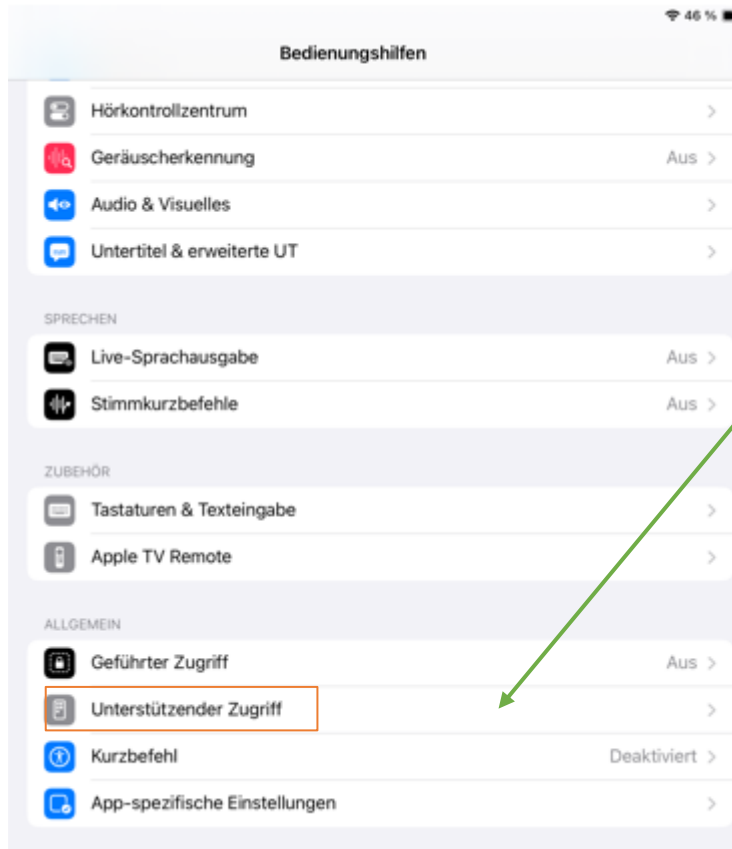 46 %
Bedienungshilfen
Hörkontrollzentrum
Geräuscherkennung Aus
Audio & Visuelles
Untertitel & erweiterte UT
SPRECHEN
Live-Sprachausgabe Aus
Stimmkurzbefehle Aus
ZUBEHÖR
Tastaturen & Texteingabe
Apple TV Remote
ALLGEMEIN
Geführter Zugriff Aus
Unterstützender Zugriff
Kurzbefehl Deaktiviert
App-spezifische Einstellungen